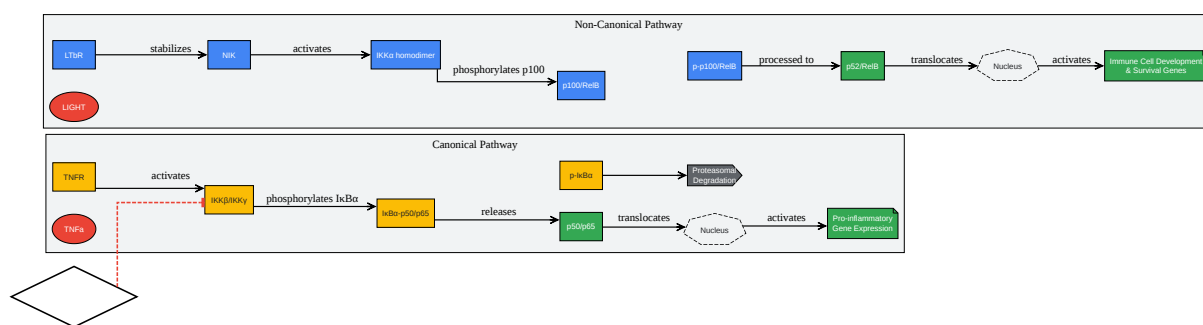 Non-Canonical Pathway
LTbR
stabilizes
NIK
activates
IKKα homodimer
phosphorylates p100
p100/RelB
p-p100/RelB
processed to
p52/RelB
translocates
Nucleus
activates
Immune Cell Development
& Survival Genes
LIGHT
Canonical Pathway
TNFR
activates
IKKβ/IKKγ
phosphorylates IκBα
IκBα-p50/p65
releases
p-IκBα
Proteasomal
Degradation
p50/p65
translocates
Nucleus
activates
Pro-inflammatory
Gene Expression
TNFa